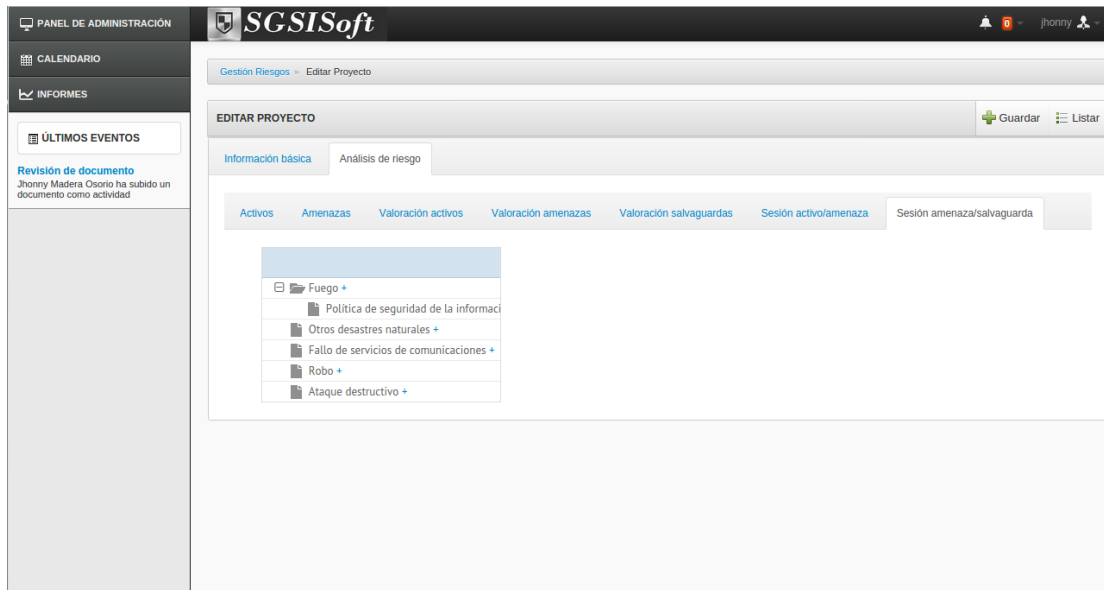 PANEL DE ADMINISTRACIÓN
CALENDARIO
INFORMES
ÚLTIMOS EVENTOS
Revisión de documento
Jhonny Madera Osorio ha subido un
documento como actividad
SGSISoft
0
jhonny
Gestión Riesgos » Editar Proyecto
EDITAR PROYECTO
Guardar Listar
Información básica Análisis de riesgo
Activos Amenazas Valoración activos Valoración amenazas Valoración salvaguardas Sesión activo/amenaza Sesión amenaza/salvaguarda
Fuego +
Política de seguridad de la informaci
Otros desastres naturales +
Fallo de servicios de comunicaciones +
Robo +
Ataque destructivo +